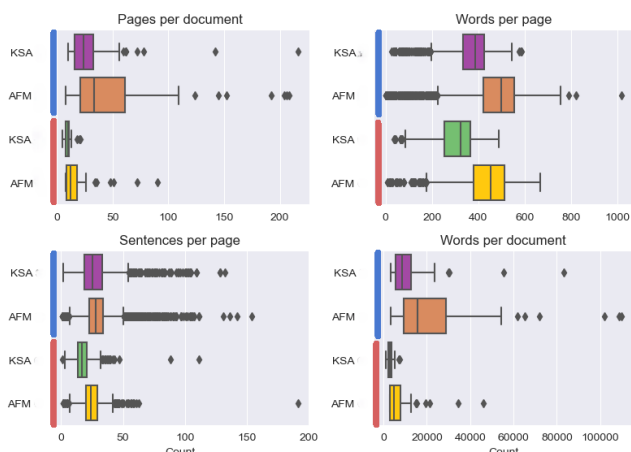 Pages per document
KSA
AFM
KSA
AFM
0 50 100 150 200
Words per page
KSA
AFM
KSA
AFM
0 200 400 600 800 1000
Sentences per page
KSA
AFM
KSA
AFM
0 50 100 150 200
Count
Words per document
KSA
AFM
KSA
AFM
0 20000 40000 60000 80000 100000
Count